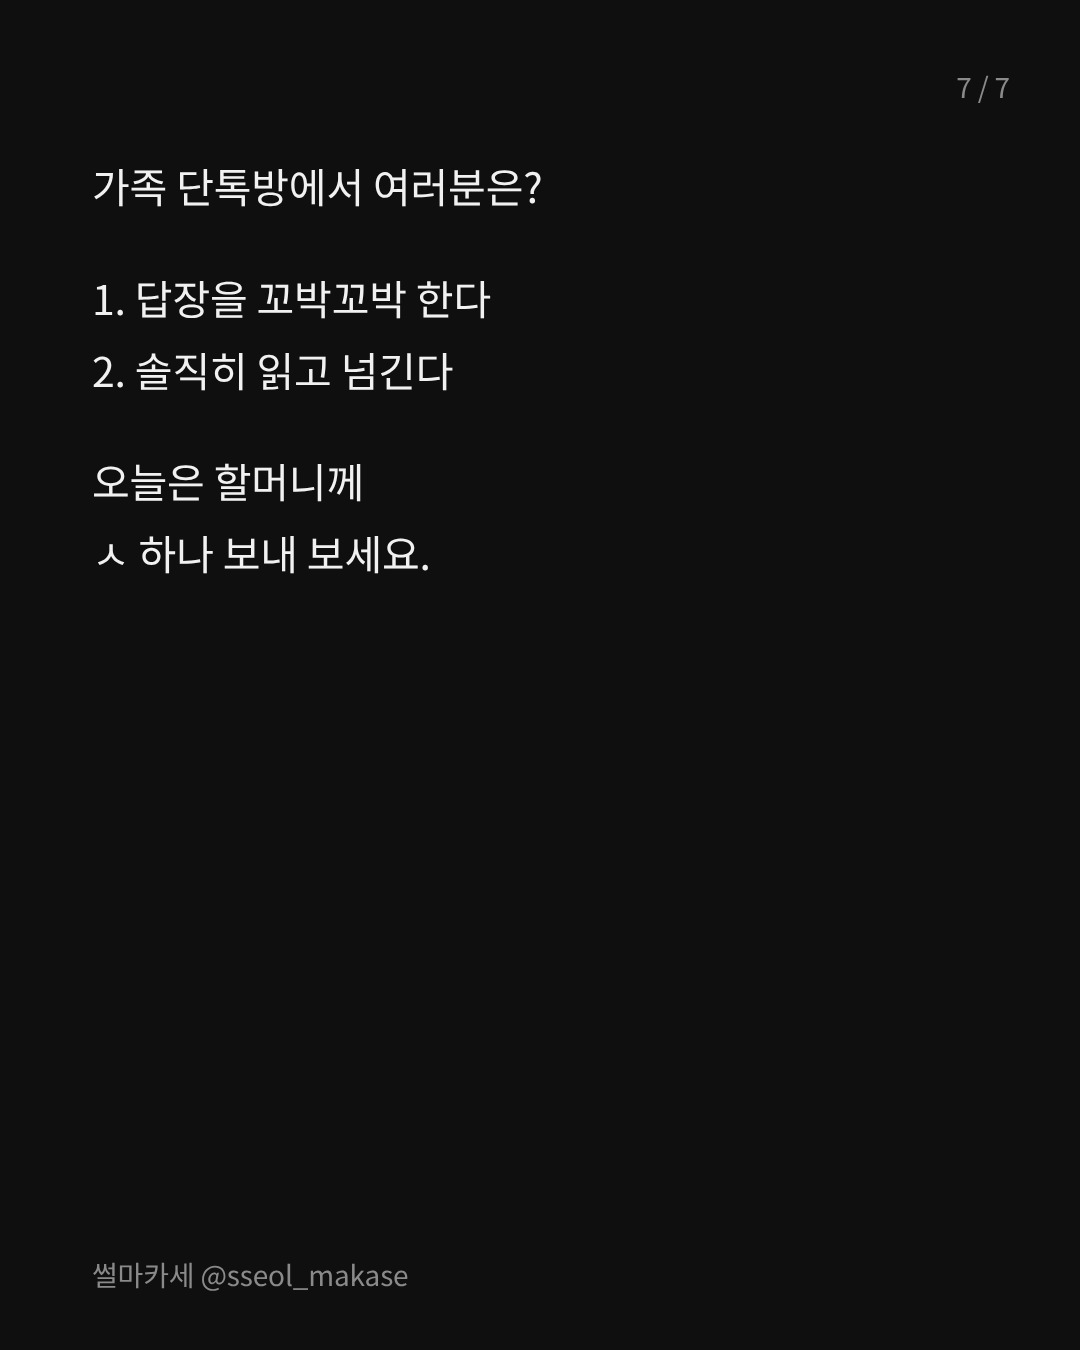 7 / 7
가족 단톡방에서 여러분은?
1. 답장을 꼬박꼬박 한다
2. 솔직히 읽고 넘긴다
오늘은 할머니께
ㅅ 하나 보내 보세요.
썰마카세 @sseol_makase